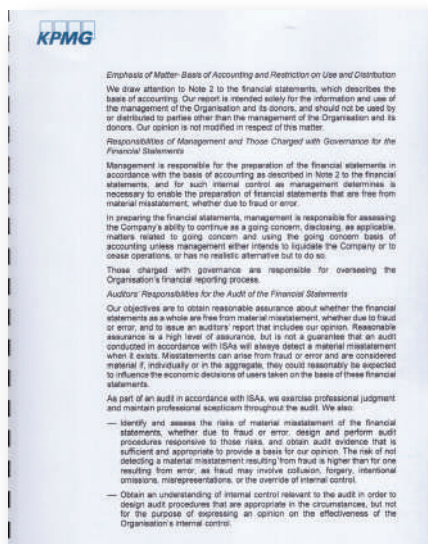 KPMG
Emphasis of Matter- Basis of Accounting and Restriction on Use and Distribution
We draw attention to Note 2 to the financial statements, which describes the
basis of accounting. Our report is intended solely for the information and use of
the management of the Organisation and its donors, and should not be used by
or distributed to parties other than the management of the Organisation and its
donors. Our opinion is not modified in respect of this matter.
Responsibilities of Management and Those Charged with Governance for the
Financial Statements
Management is responsible for the preparation of the financial statements in
accordance with the basis of accounting as described in Note 2 to the financial
statements, and for such internal control as management determines is
necessary to enable the preparation of financial statements that are free from
material misstatement, whether due to fraud or error.
In preparing the financial statements, management is responsible for assessing
the Company's ability to continue as a going concern, disclosing, as applicable,
matters related to going concern and using the going concern basis of
accounting unless management either intends to liquidate the Company or to
cease operations, or has no realistic alternative but to do so.
Those charged with governance are responsible for overseeing the
Organisation's financial reporting process.
Auditors' Responsibilities for the Audit of the Financial Statements
Our objectives are to obtain reasonable assurance about whether the financial
statements as a whole are free from material misstatement, whether due to fraud
or error, and to issue an auditors' report that includes our opinion. Reasonable
assurance is a high level of assurance, but is not a guarantee that an audit
conducted in accordance with ISAs will always detect a material misstatement
when it exists. Misstatements can arise from fraud or error and are considered
material if, individually or in the aggregate, they could reasonably be expected
to influence the economic decisions of users taken on the basis of these financial
statements.
As part of an audit in accordance with ISAs, we exercise professional judgment
and maintain professional scepticism throughout the audit. We also:
— Identify and assess the risks of material misstatement of the financial
statements, whether due to fraud or error, design and perform audit
procedures responsive to those risks, and obtain audit evidence that is
sufficient and appropriate to provide a basis for our opinion. The risk of not
detecting a material misstatement resulting from fraud is higher than for one
resulting from error, as fraud may involve collusion, forgery, intentional
omissions, misrepresentations, or the override of internal control.
— Obtain an understanding of internal control relevant to the audit in order to
design audit procedures that are appropriate in the circumstances, but not
for the purpose of expressing an opinion on the effectiveness of the
Organisation's internal control.